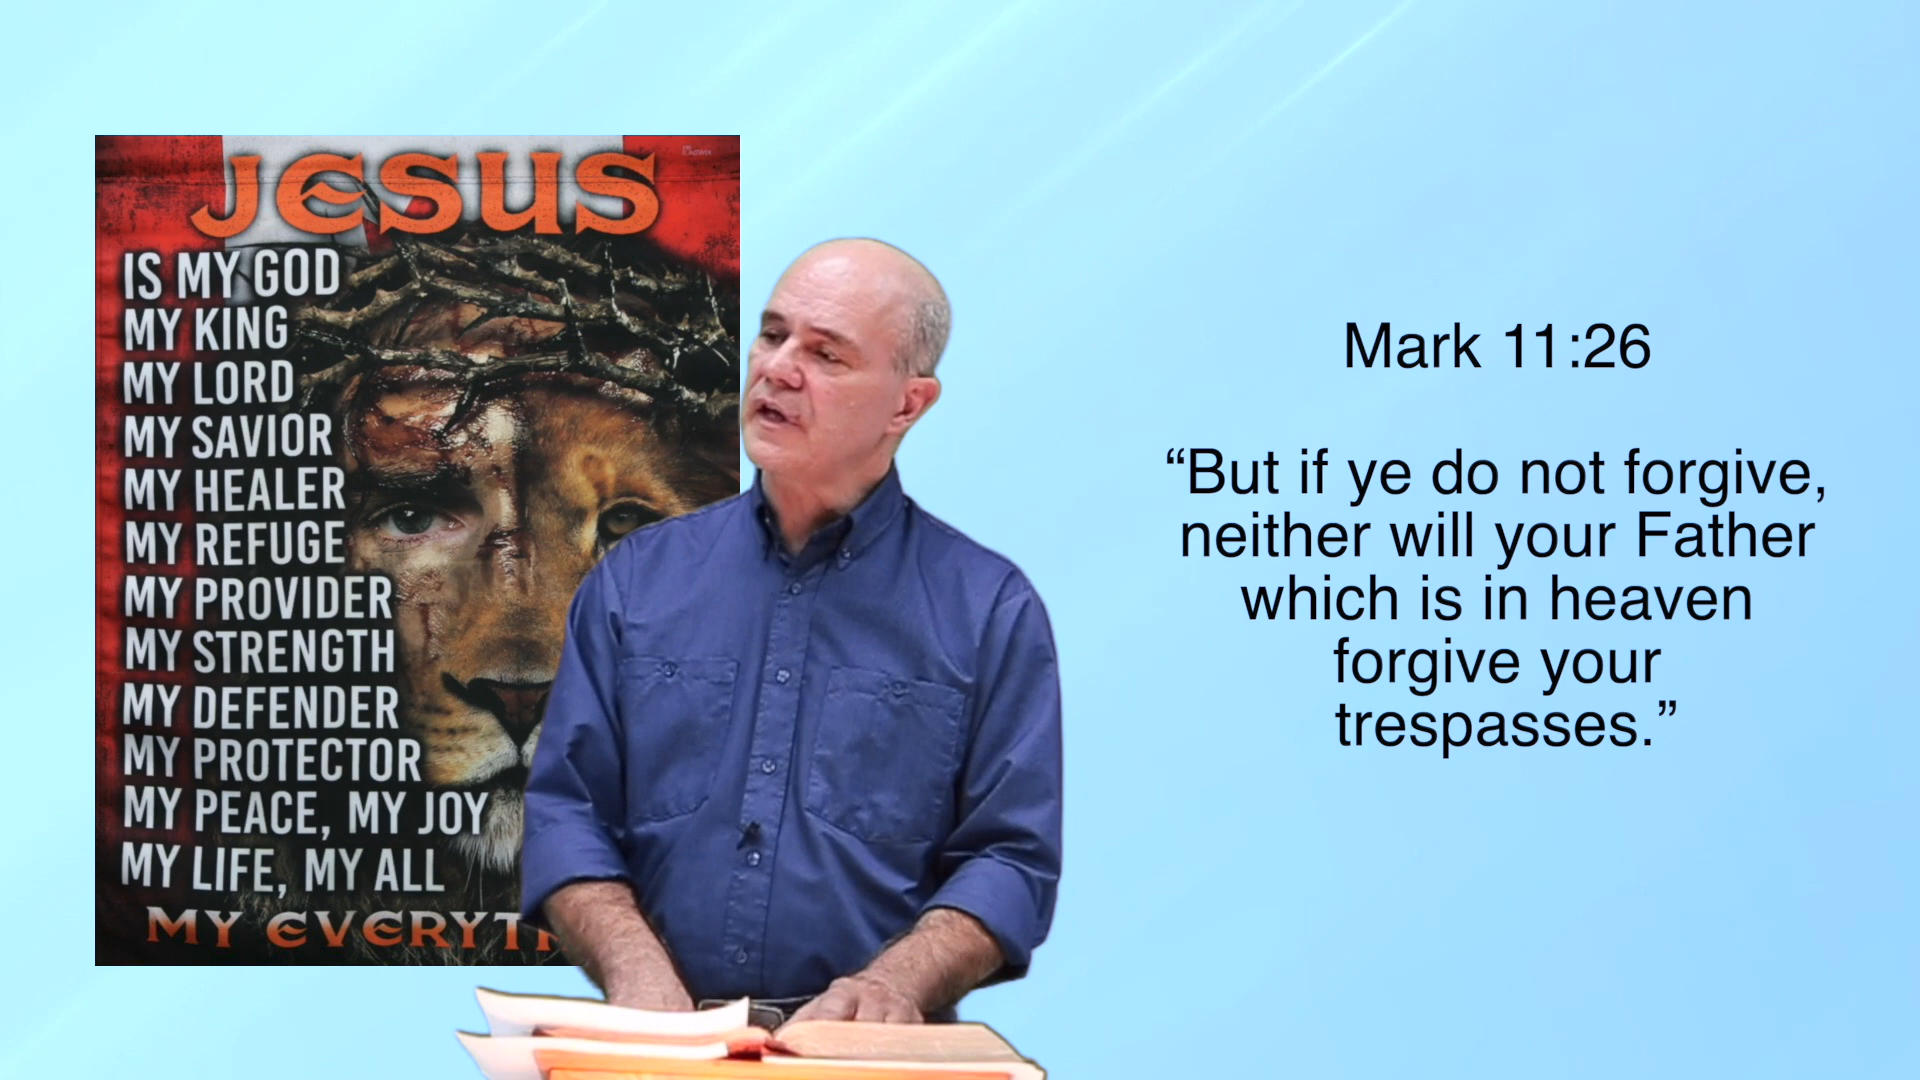 JESUS
IS MY GOD
MY KING
MY LORD
MY SAVIOR
MY HEALER
MY REFUGE
MY PROVIDER
MY STRENGTH
MY DEFENDER
MY PROTECTOR
MY PEACE, MY JOY
MY LIFE, MY ALL
MY EVERYT
Mark 11:26
“But if ye do not forgive,
neither will your Father
which is in heaven
forgive your
trespasses.”